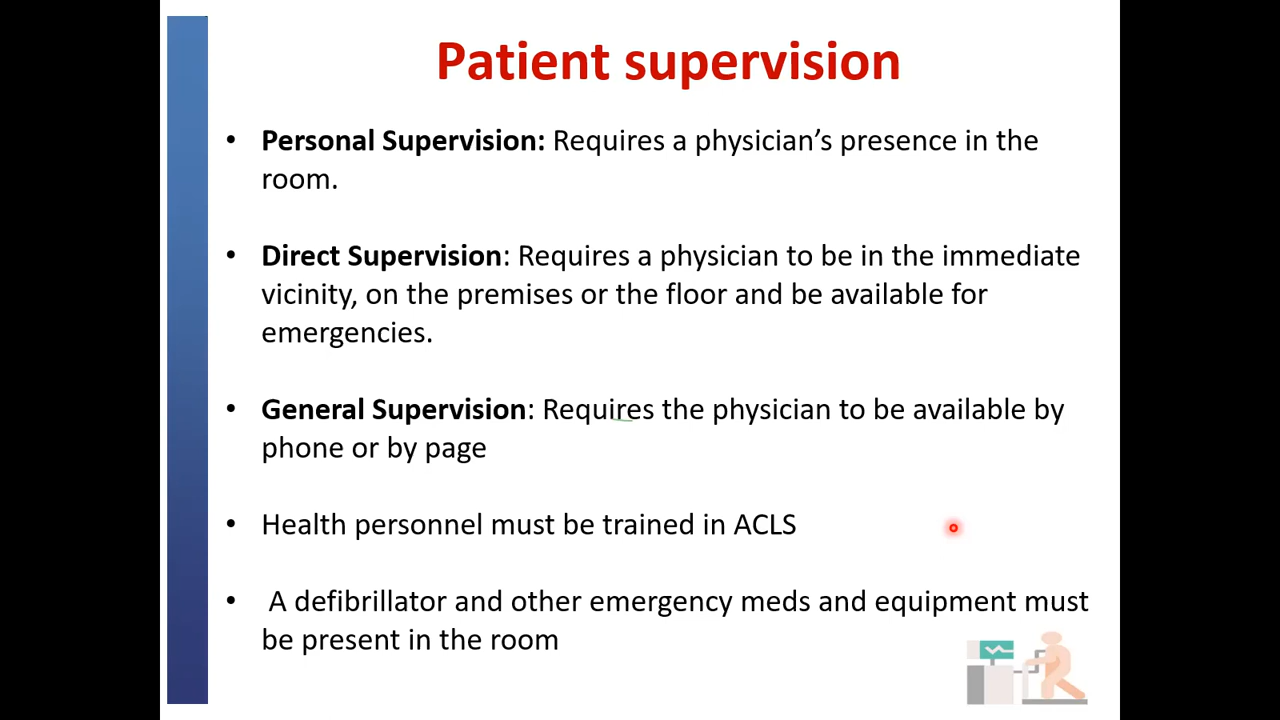 Patient supervision
• Personal Supervision: Requires a physician’s presence in the
room.
• Direct Supervision: Requires a physician to be in the immediate
vicinity, on the premises or the floor and be available for
emergencies.
• General Supervision: Requires the physician to be available by
phone or by page
• Health personnel must be trained in ACLS
• A defibrillator and other emergency meds and equipment must
be present in the room